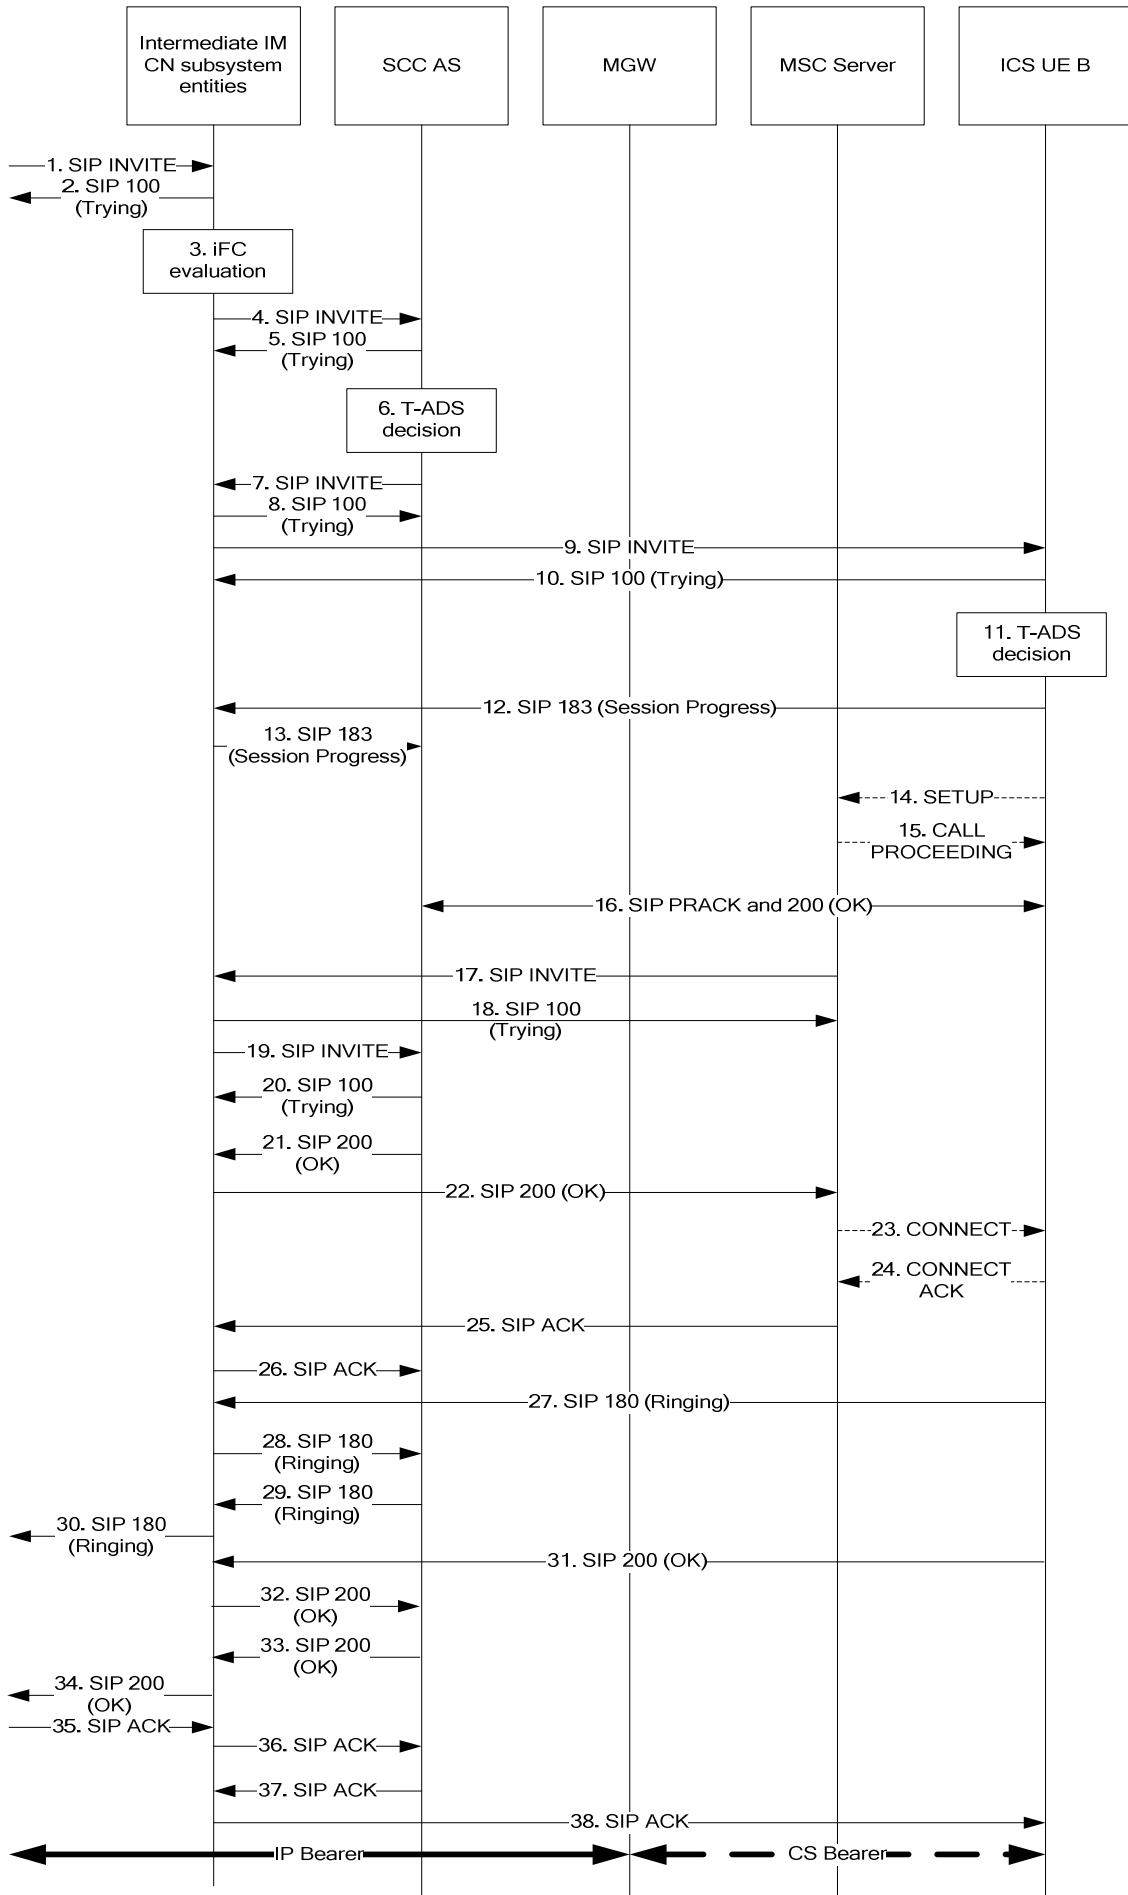 Intermediate IM
CN subsystem
entities
SCC AS
MGW
MSC Server
ICS UE B
1. SIP INVITE
2. SIP 100
(Trying)
3. iFC
evaluation
4. SIP INVITE
5. SIP 100
(Trying)
6. T-ADS
decision
7. SIP INVITE
8. SIP 100
(Trying)
9. SIP INVITE
10. SIP 100 (Trying)
11. T-ADS
decision
12. SIP 183 (Session Progress)
13. SIP 183
(Session Progress)
14. SETUP
15. CALL
PROCEEDING
16. SIP PRACK and 200 (OK)
17. SIP INVITE
18. SIP 100
(Trying)
19. SIP INVITE
20. SIP 100
(Trying)
21. SIP 200
(OK)
22. SIP 200 (OK)
23. CONNECT
24. CONNECT
ACK
25. SIP ACK
26. SIP ACK
27. SIP 180 (Ringing)
28. SIP 180
(Ringing)
29. SIP 180
(Ringing)
30. SIP 180
(Ringing)
31. SIP 200 (OK)
32. SIP 200
(OK)
33. SIP 200
(OK)
34. SIP 200
(OK)
35. SIP ACK
36. SIP ACK
37. SIP ACK
38. SIP ACK
IP Bearer
CS Bearer